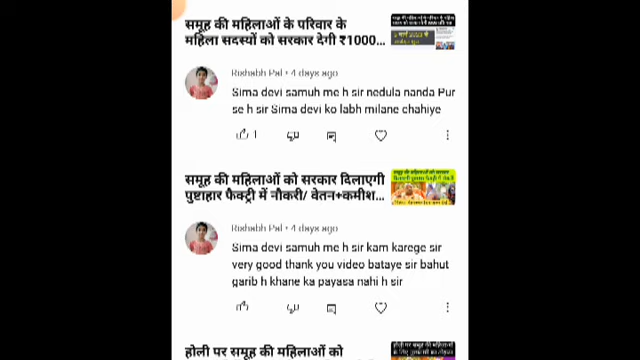 समूह की महिलाओं के परिवार के
महिला सदस्यों को सरकार देगी ₹1000...
Rishabh Pal • 4 days ago
Sima devi samuh me h sir nedula nanda Pur
se h sir Sima devi ko labh milane chahiye
1
समूह की महिलाओं को सरकार दिलाएगी
पुष्टाहार फैक्ट्री में नौकरी/ वेतन+कमीश...
Rishabh Pal • 4 days ago
Sima devi samuh me h sir kam karege sir
very good thank you video bataye sir bahut
garib h khane ka payasa nahi h sir
होली पर समूह की महिलाओं को